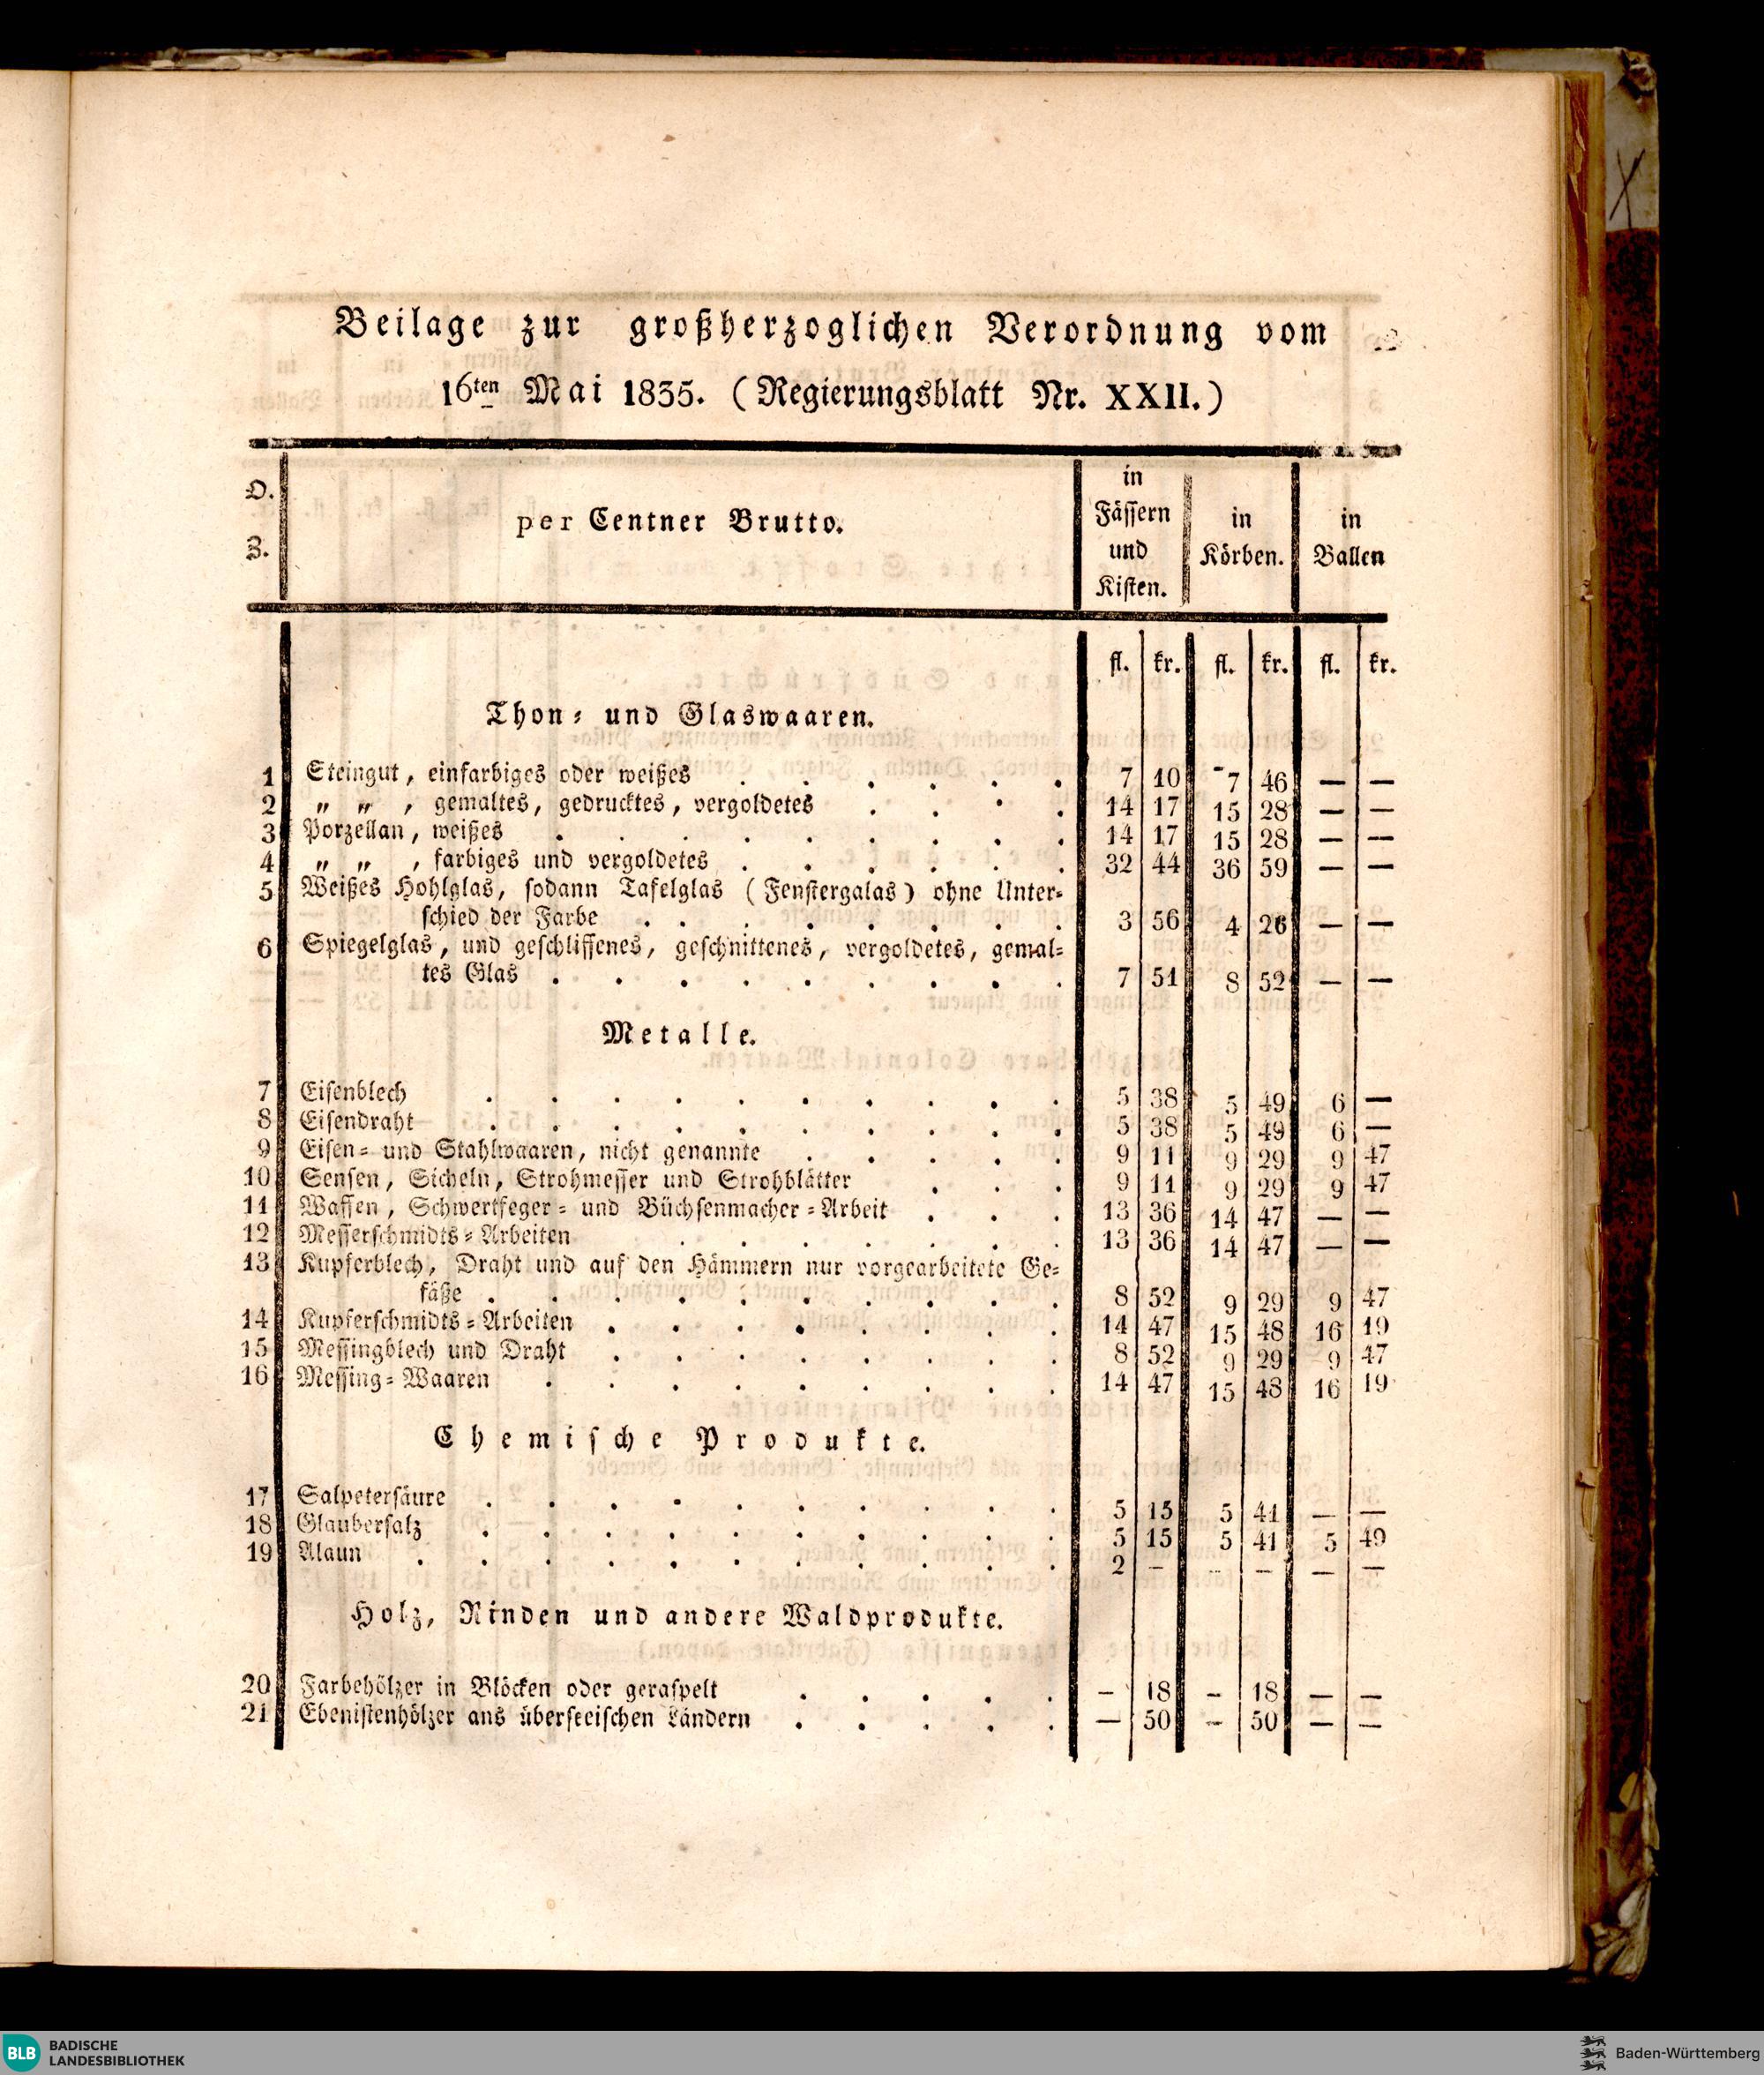 Beilage zur großherzoglichen Verordnung vom
16ten Mai 1835. (Regierungsblatt Nr. XXII.)
O. Z. | per Centner Brutto. | in Fässern und Kisten. | in Körben. | in Ballen
fl. | kr. | fl. | kr. | fl. | kr.
Thon- und Glaswaaren.
1 Steingut, einfarbiges oder weißes . . . . . . 7 10 7 46 — —
2 „ „ , gemaltes, gedrucktes, vergoldetes . . . . 14 17 15 28 — —
3 Porzellan, weißes . . . . . . . . . 14 17 15 28 — —
4 „ „ , farbiges und vergoldetes . . . . . . 32 44 36 59 — —
5 Weißes Hohlglas, sodann Tafelglas (Fenstergalas) ohne Unter-
schied der Farbe . . . . . . . 3 56 4 26 — —
6 Spiegelglas, und geschliffenes, geschnittenes, vergoldetes, gemal-
tes Glas . . . . . . . . . 7 51 8 52 — —
Metalle.
7 Eisenblech . . . . . . . . . . 5 38 5 49 6 —
8 Eisendraht . . . . . . . . . . 5 38 5 49 6 —
9 Eisen- und Stahlwaaren, nicht genannte . . . . . 9 11 9 29 9 47
10 Sensen, Sicheln, Strohmesser und Strohblätter . . . 9 11 9 29 9 47
11 Waffen, Schwertfeger- und Büchsenmacher-Arbeit . . . 13 36 14 47 — —
12 Messerschmidts-Arbeiten . . . . . . . 13 36 14 47 — —
13 Kupferblech, Draht und auf den Hämmern nur vorgearbeitete Ge-
fäße . . . . . . . . . . 8 52 9 29 9 47
14 Kupferschmidts-Arbeiten . . . . . . . . 14 47 15 48 16 19
15 Messingblech und Draht . . . . . . . . 8 52 9 29 9 47
16 Messing-Waaren . . . . . . . . . 14 47 15 48 16 19
Chemische Produkte.
17 Salpetersäure . . . . . . . . . . 5 15 5 41 — —
18 Glaubersalz . . . . . . . . . . 5 15 5 41 5 49
19 Alaun . . . . . . . . . . . 2 — — — — —
Holz, Rinden und andere Waldprodukte.
20 Farbehölzer in Blöcken oder geraspelt . . . . . — 18 — 18 — —
21 Ebenistenhölzer ans überseeischen Ländern . . . . . — 50 — 50 — —
BLB BADISCHE
LANDESBIBLIOTHEK
Baden-Württemberg